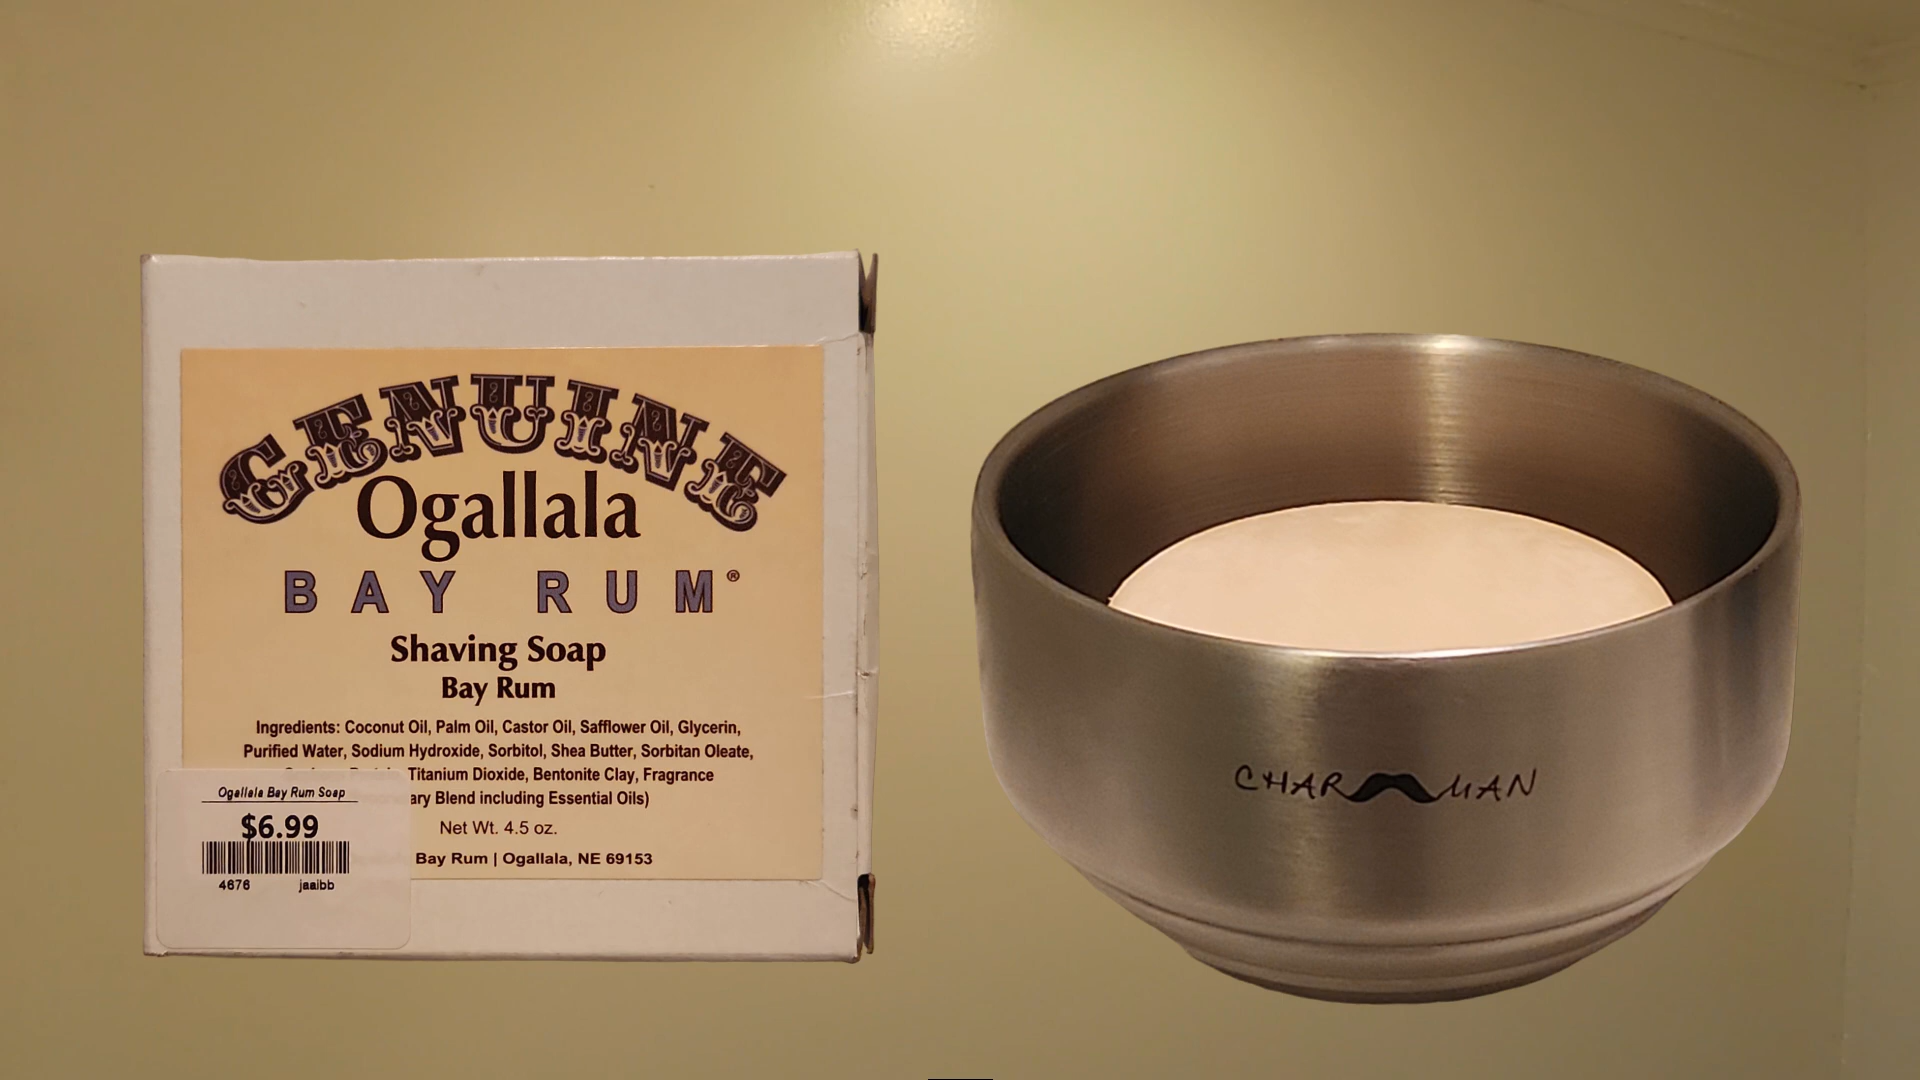 GENUINE
Ogallala
BAY RUM®
Shaving Soap
Bay Rum
Ingredients: Coconut Oil, Palm Oil, Castor Oil, Safflower Oil, Glycerin,
Purified Water, Sodium Hydroxide, Sorbitol, Shea Butter, Sorbitan Oleate,
Titanium Dioxide, Bentonite Clay, Fragrance
Blend including Essential Oils)
Net Wt. 4.5 oz.
Bay Rum | Ogallala, NE 69153
Ogallala Bay Rum Soap
$6.99
4676 jaaibb
CHARMAN